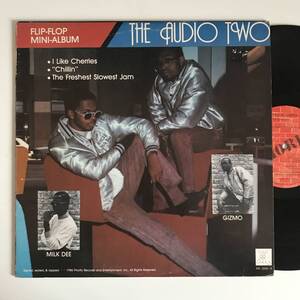 FLIP-FLOP
MINI-ALBUM
THE AUDIO TWO
• I Like Cherries
• "Chillin"
• The Freshest Slowest Jam
MILK DEE
GIZMO